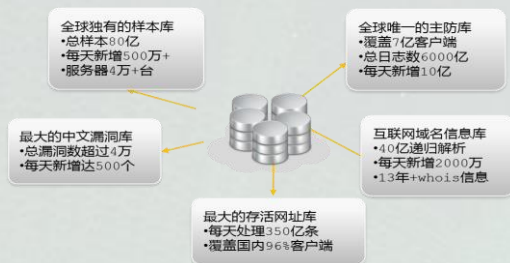 全球独有的样本库
•总样本80亿
•每天新增500万+
•服务器4万+台
全球唯一的主防库
•覆盖7亿客户端
•总日志数6000亿
•每天新增10亿
最大的中文漏洞库
•总漏洞数超过4万
•每天新增达500个
互联网域名信息库
•40亿递归解析
•每天新增2000万
•13年+whois信息
最大的存活网址库
•每天处理350亿条
•覆盖国内96%客户端